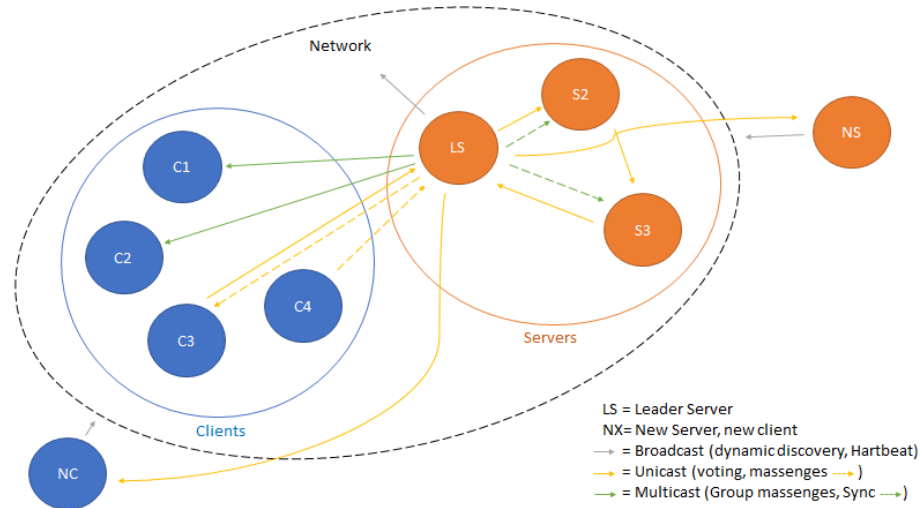 Network
S2
NS
LS
C1
S3
C2
C4
C3
Servers
Clients
NC
LS = Leader Server
NX= New Server, new client
= Broadcast (dynamic discovery, Hartbeat)
= Unicast (voting, massenges )
= Multicast (Group massenges, Sync )